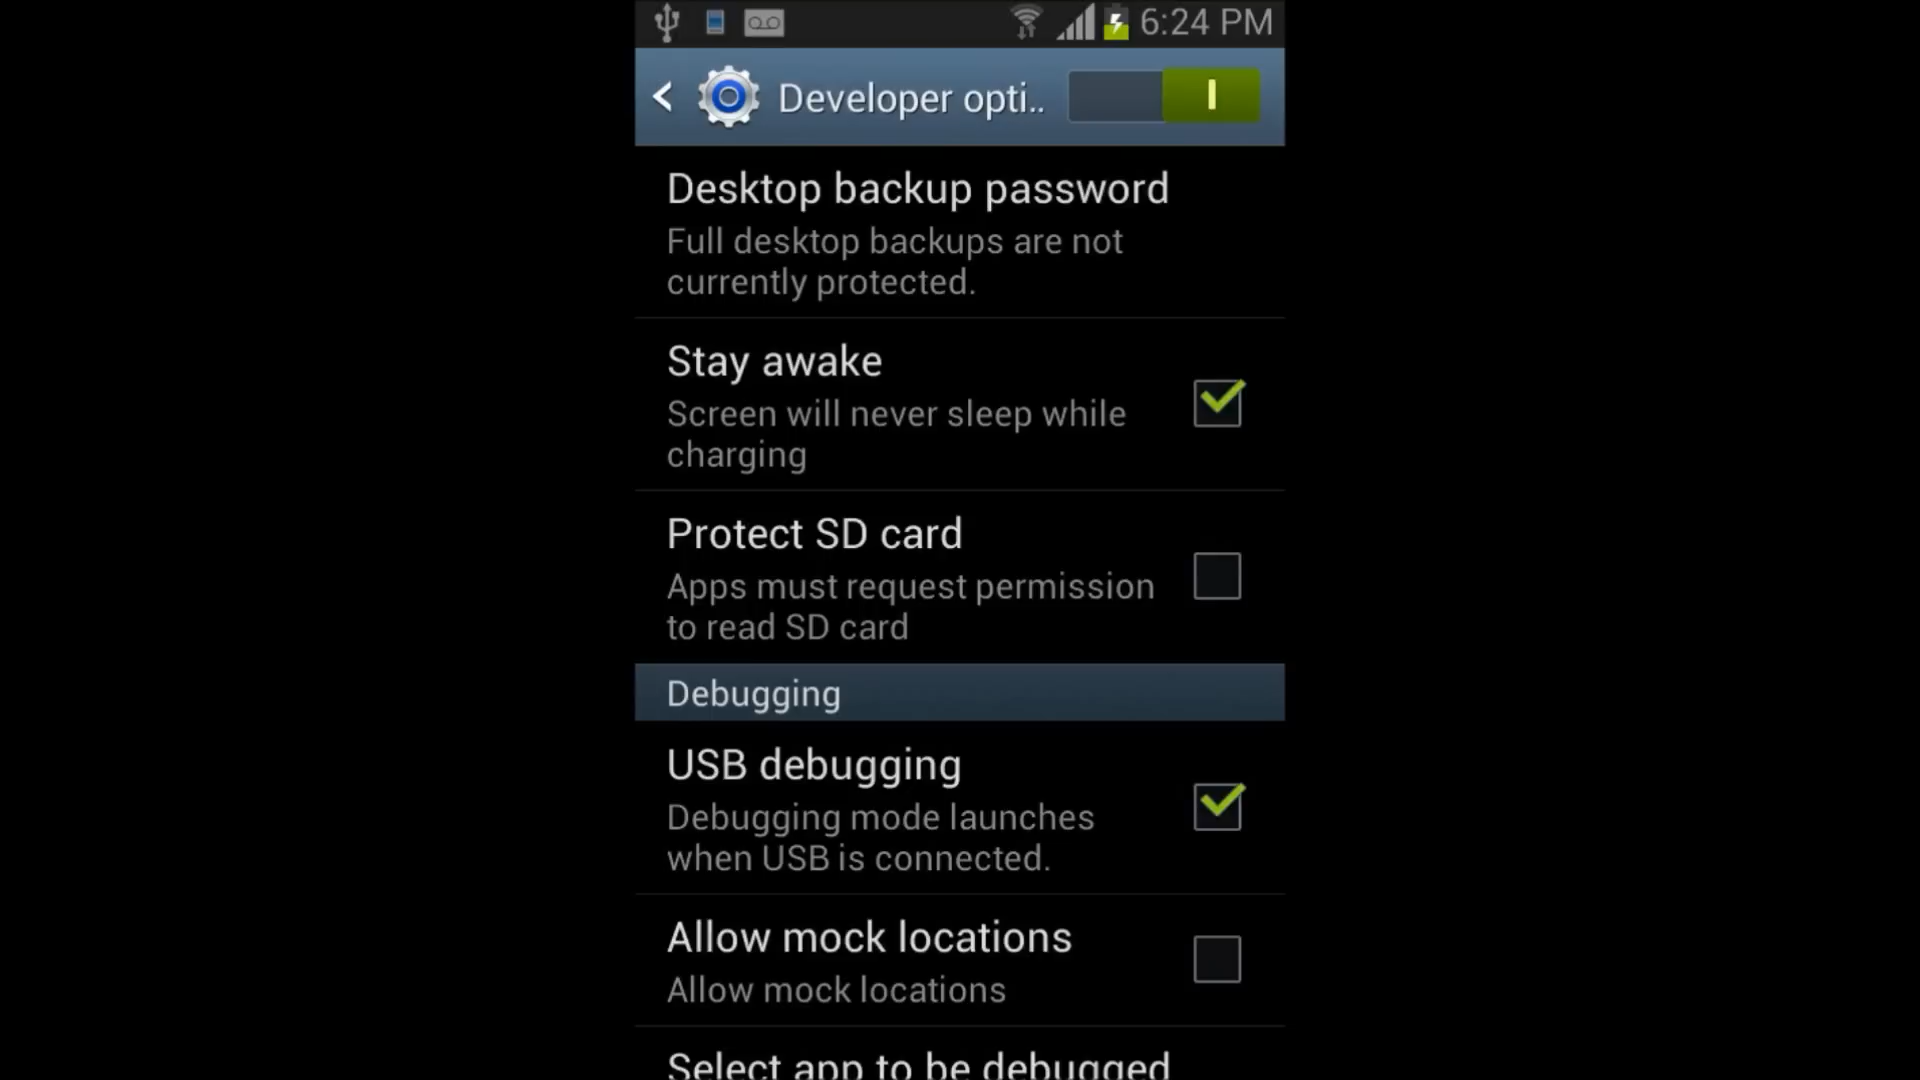 6:24 PM
Developer opti..
Desktop backup password
Full desktop backups are not
currently protected.
Stay awake
Screen will never sleep while
charging
Protect SD card
Apps must request permission
to read SD card
Debugging
USB debugging
Debugging mode launches
when USB is connected.
Allow mock locations
Allow mock locations
Select app to be debugged